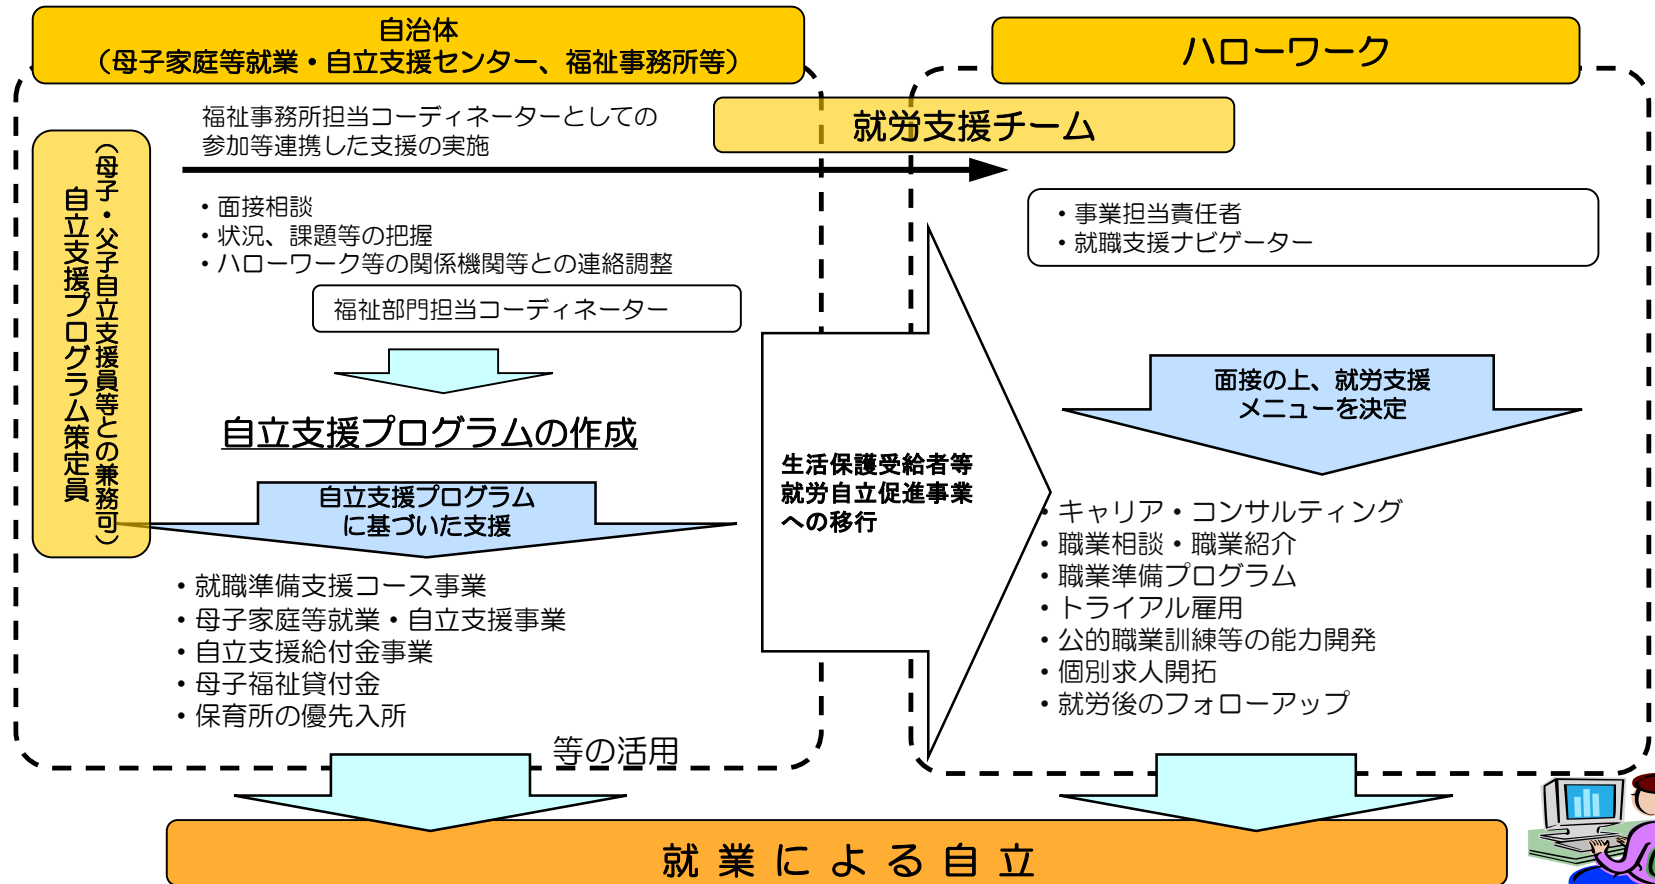 自治体
（母子家庭等就業・自立支援センター、福祉事務所等）
ハローワーク
福祉事務所担当コーディネーターとしての
参加等連携した支援の実施
就労支援チーム
自立支援プログラム策定員
（母子・父子自立支援員等との兼務可）
・面接相談
・状況、課題等の把握
・ハローワーク等の関係機関等との連絡調整
福祉部門担当コーディネーター
・事業担当責任者
・就職支援ナビゲーター
自立支援プログラムの作成
自立支援プログラム
に基づいた支援
・就職準備支援コース事業
・母子家庭等就業・自立支援事業
・自立支援給付金事業
・母子福祉貸付金
・保育所の優先入所
等の活用
生活保護受給者等
就労自立促進事業
への移行
面接の上、就労支援
メニューを決定
・キャリア・コンサルティング
・職業相談・職業紹介
・職業準備プログラム
・トライアル雇用
・公的職業訓練等の能力開発
・個別求人開拓
・就労後のフォローアップ
就業による自立